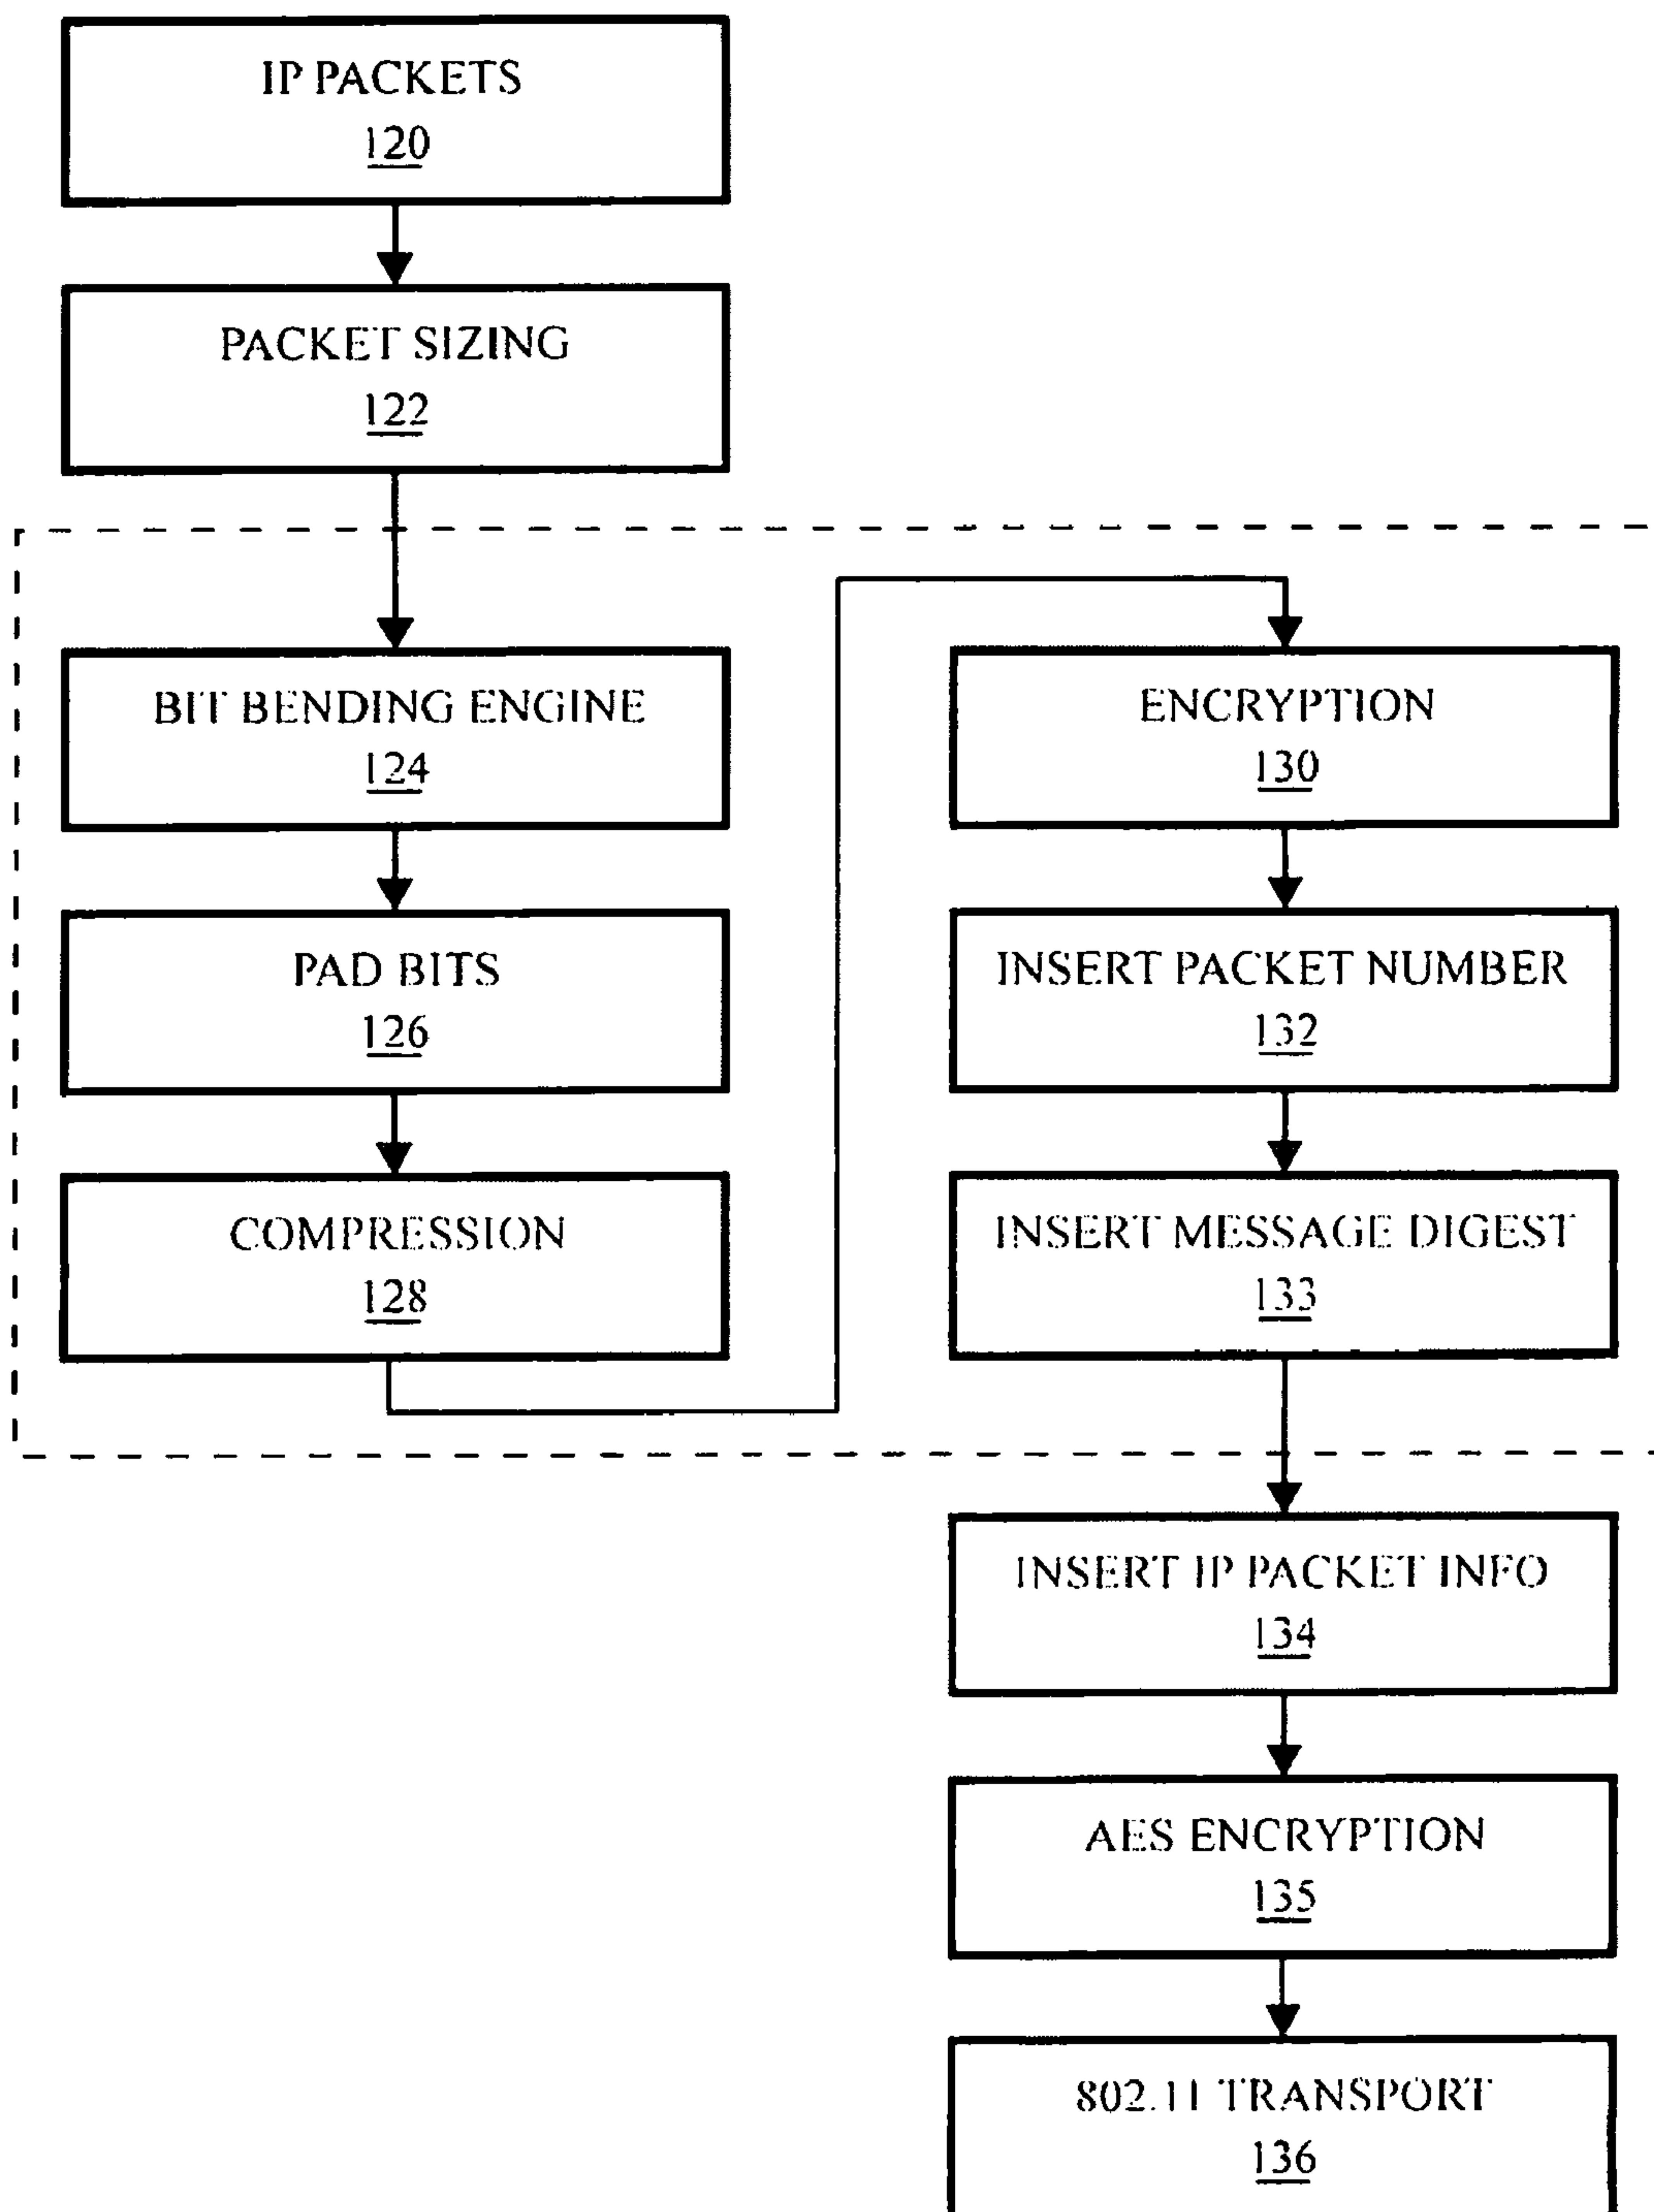 IP PACKETS
120
PACKET SIZING
122
BIT BENDING ENGINE
124
PAD BITS
126
COMPRESSION
128
ENCRYPTION
130
INSERT PACKET NUMBER
132
INSERT MESSAGE DIGEST
133
INSERT IP PACKET INFO
134
AES ENCRYPTION
135
802.11 TRANSPORT
136